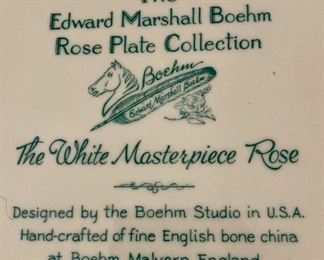 The
Edward Marshall Boehm
Rose Plate Collection
Boehm
Edward Marshall Boehm
The White Masterpiece Rose
Designed by the Boehm Studio in U.S.A.
Hand-crafted of fine English bone china
at Boehm Malvern England